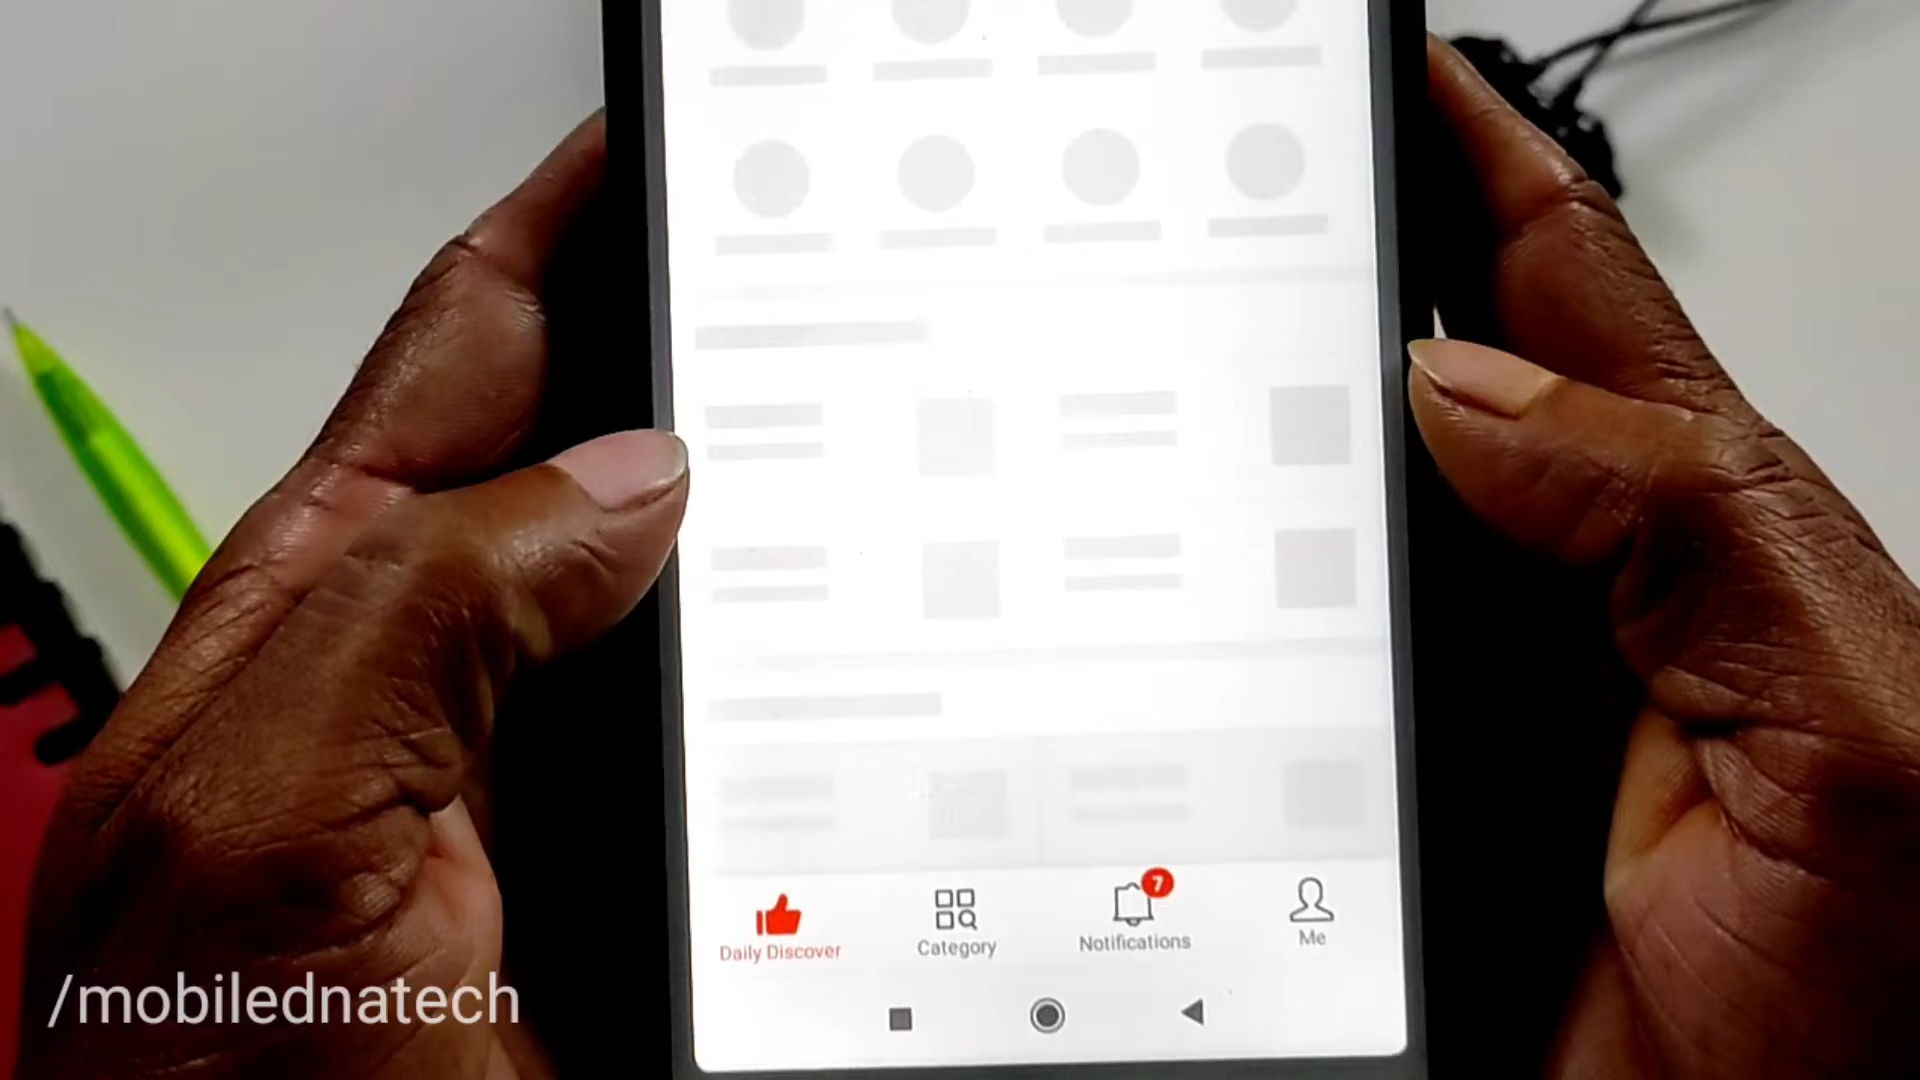 7
Daily Discover
Category
Notifications
Me
/mobilednatech